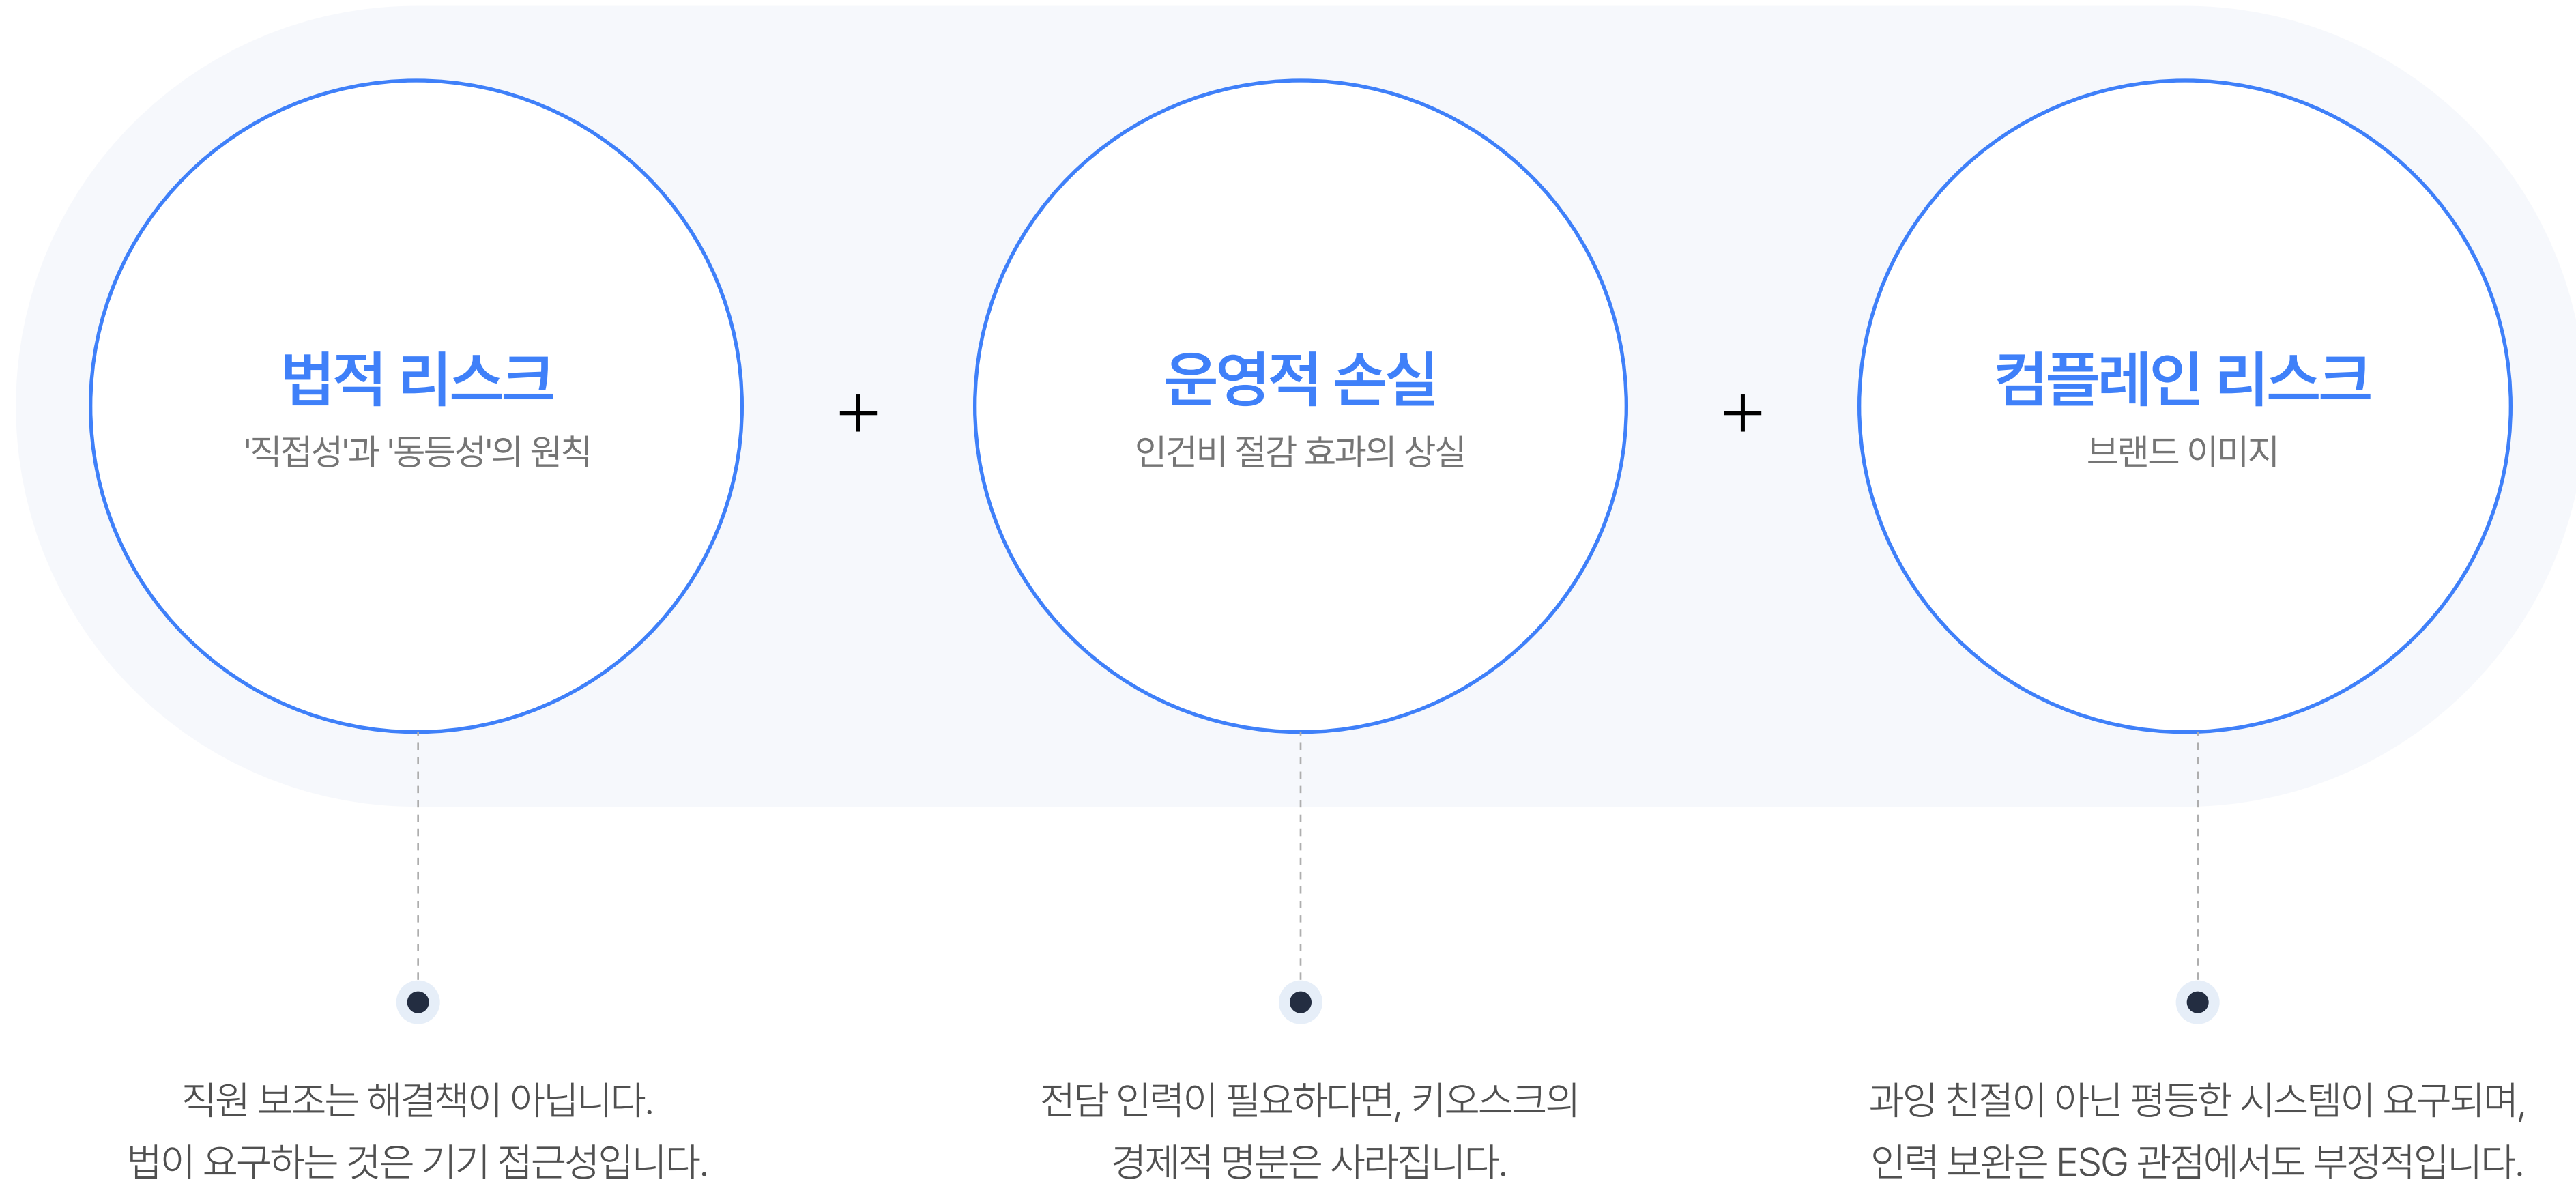 법적 리스크
'직접성'과 '동등성'의 원칙
+
운영적 손실
인건비 절감 효과의 상실
+
컴플레인 리스크
브랜드 이미지
직원 보조는 해결책이 아닙니다.
법이 요구하는 것은 기기 접근성입니다.
전담 인력이 필요하다면, 키오스크의
경제적 명분은 사라집니다.
과잉 친절이 아닌 평등한 시스템이 요구되며,
인력 보완은 ESG 관점에서도 부정적입니다.